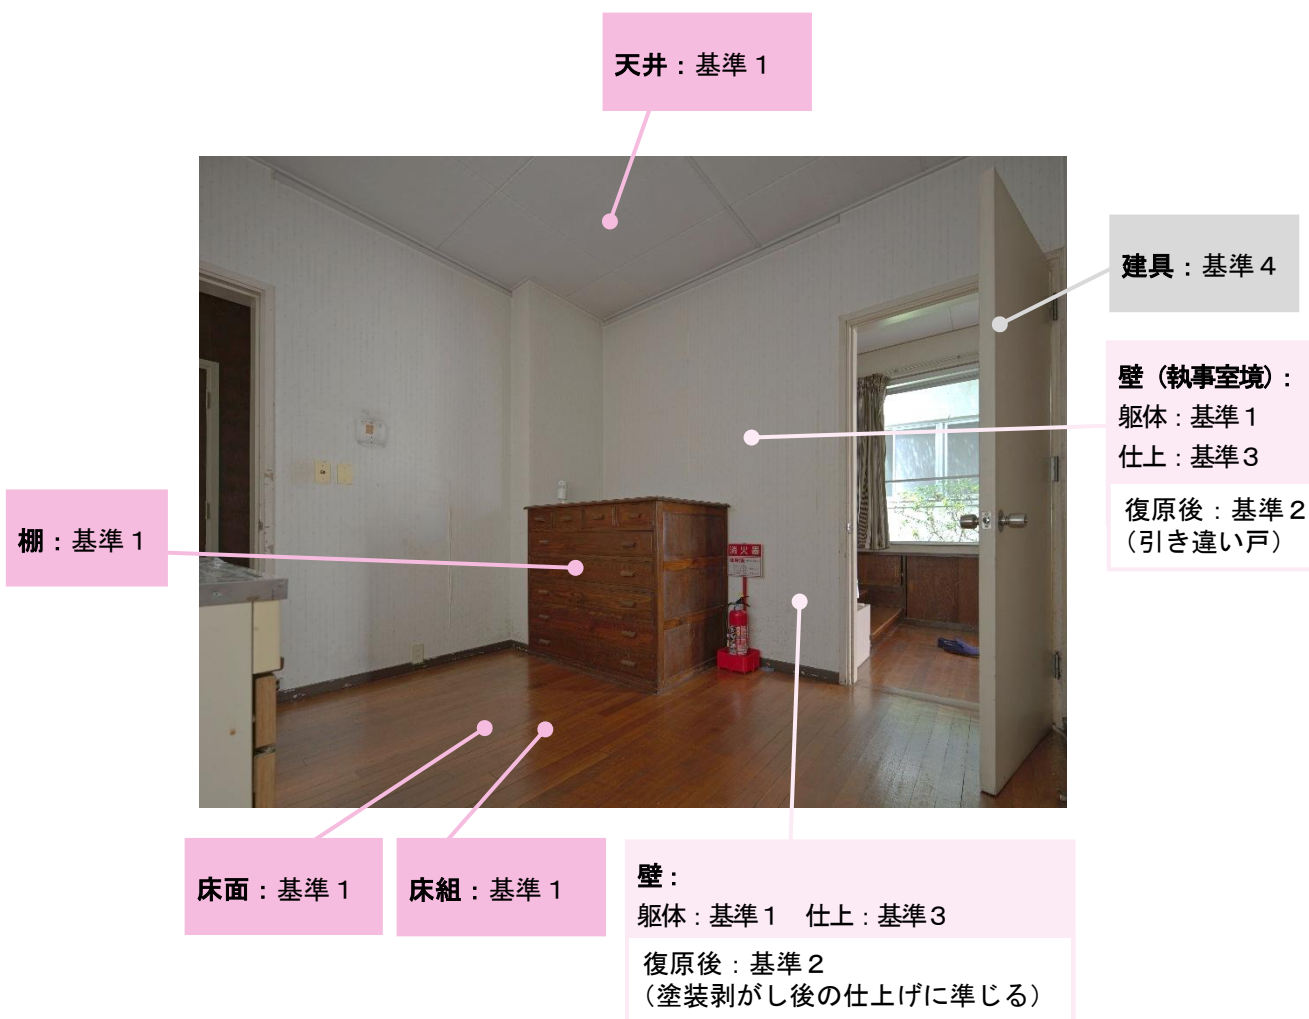 天井：基準１
建具：基準４
壁（執事室境）：
躯体：基準１
仕上：基準３
復原後：基準２
（引き違い戸）
棚：基準１
消火器
床面：基準１
床組：基準１
壁：
躯体：基準１　仕上：基準３
復原後：基準２
（塗装剥がし後の仕上げに準じる）